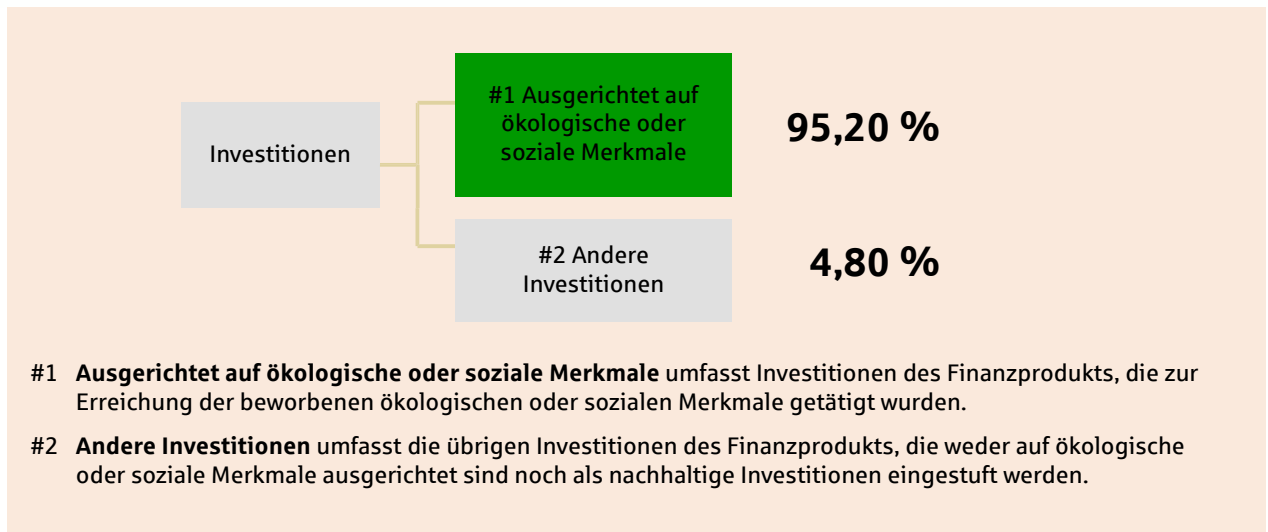 #1 Ausgerichtet auf
ökologische oder
soziale Merkmale
95,20 %
Investitionen
#2 Andere
Investitionen
4,80 %
#1 Ausgerichtet auf ökologische oder soziale Merkmale umfasst Investitionen des Finanzprodukts, die zur
Erreichung der beworbenen ökologischen oder sozialen Merkmale getätigt wurden.
#2 Andere Investitionen umfasst die übrigen Investitionen des Finanzprodukts, die weder auf ökologische
oder soziale Merkmale ausgerichtet sind noch als nachhaltige Investitionen eingestuft werden.